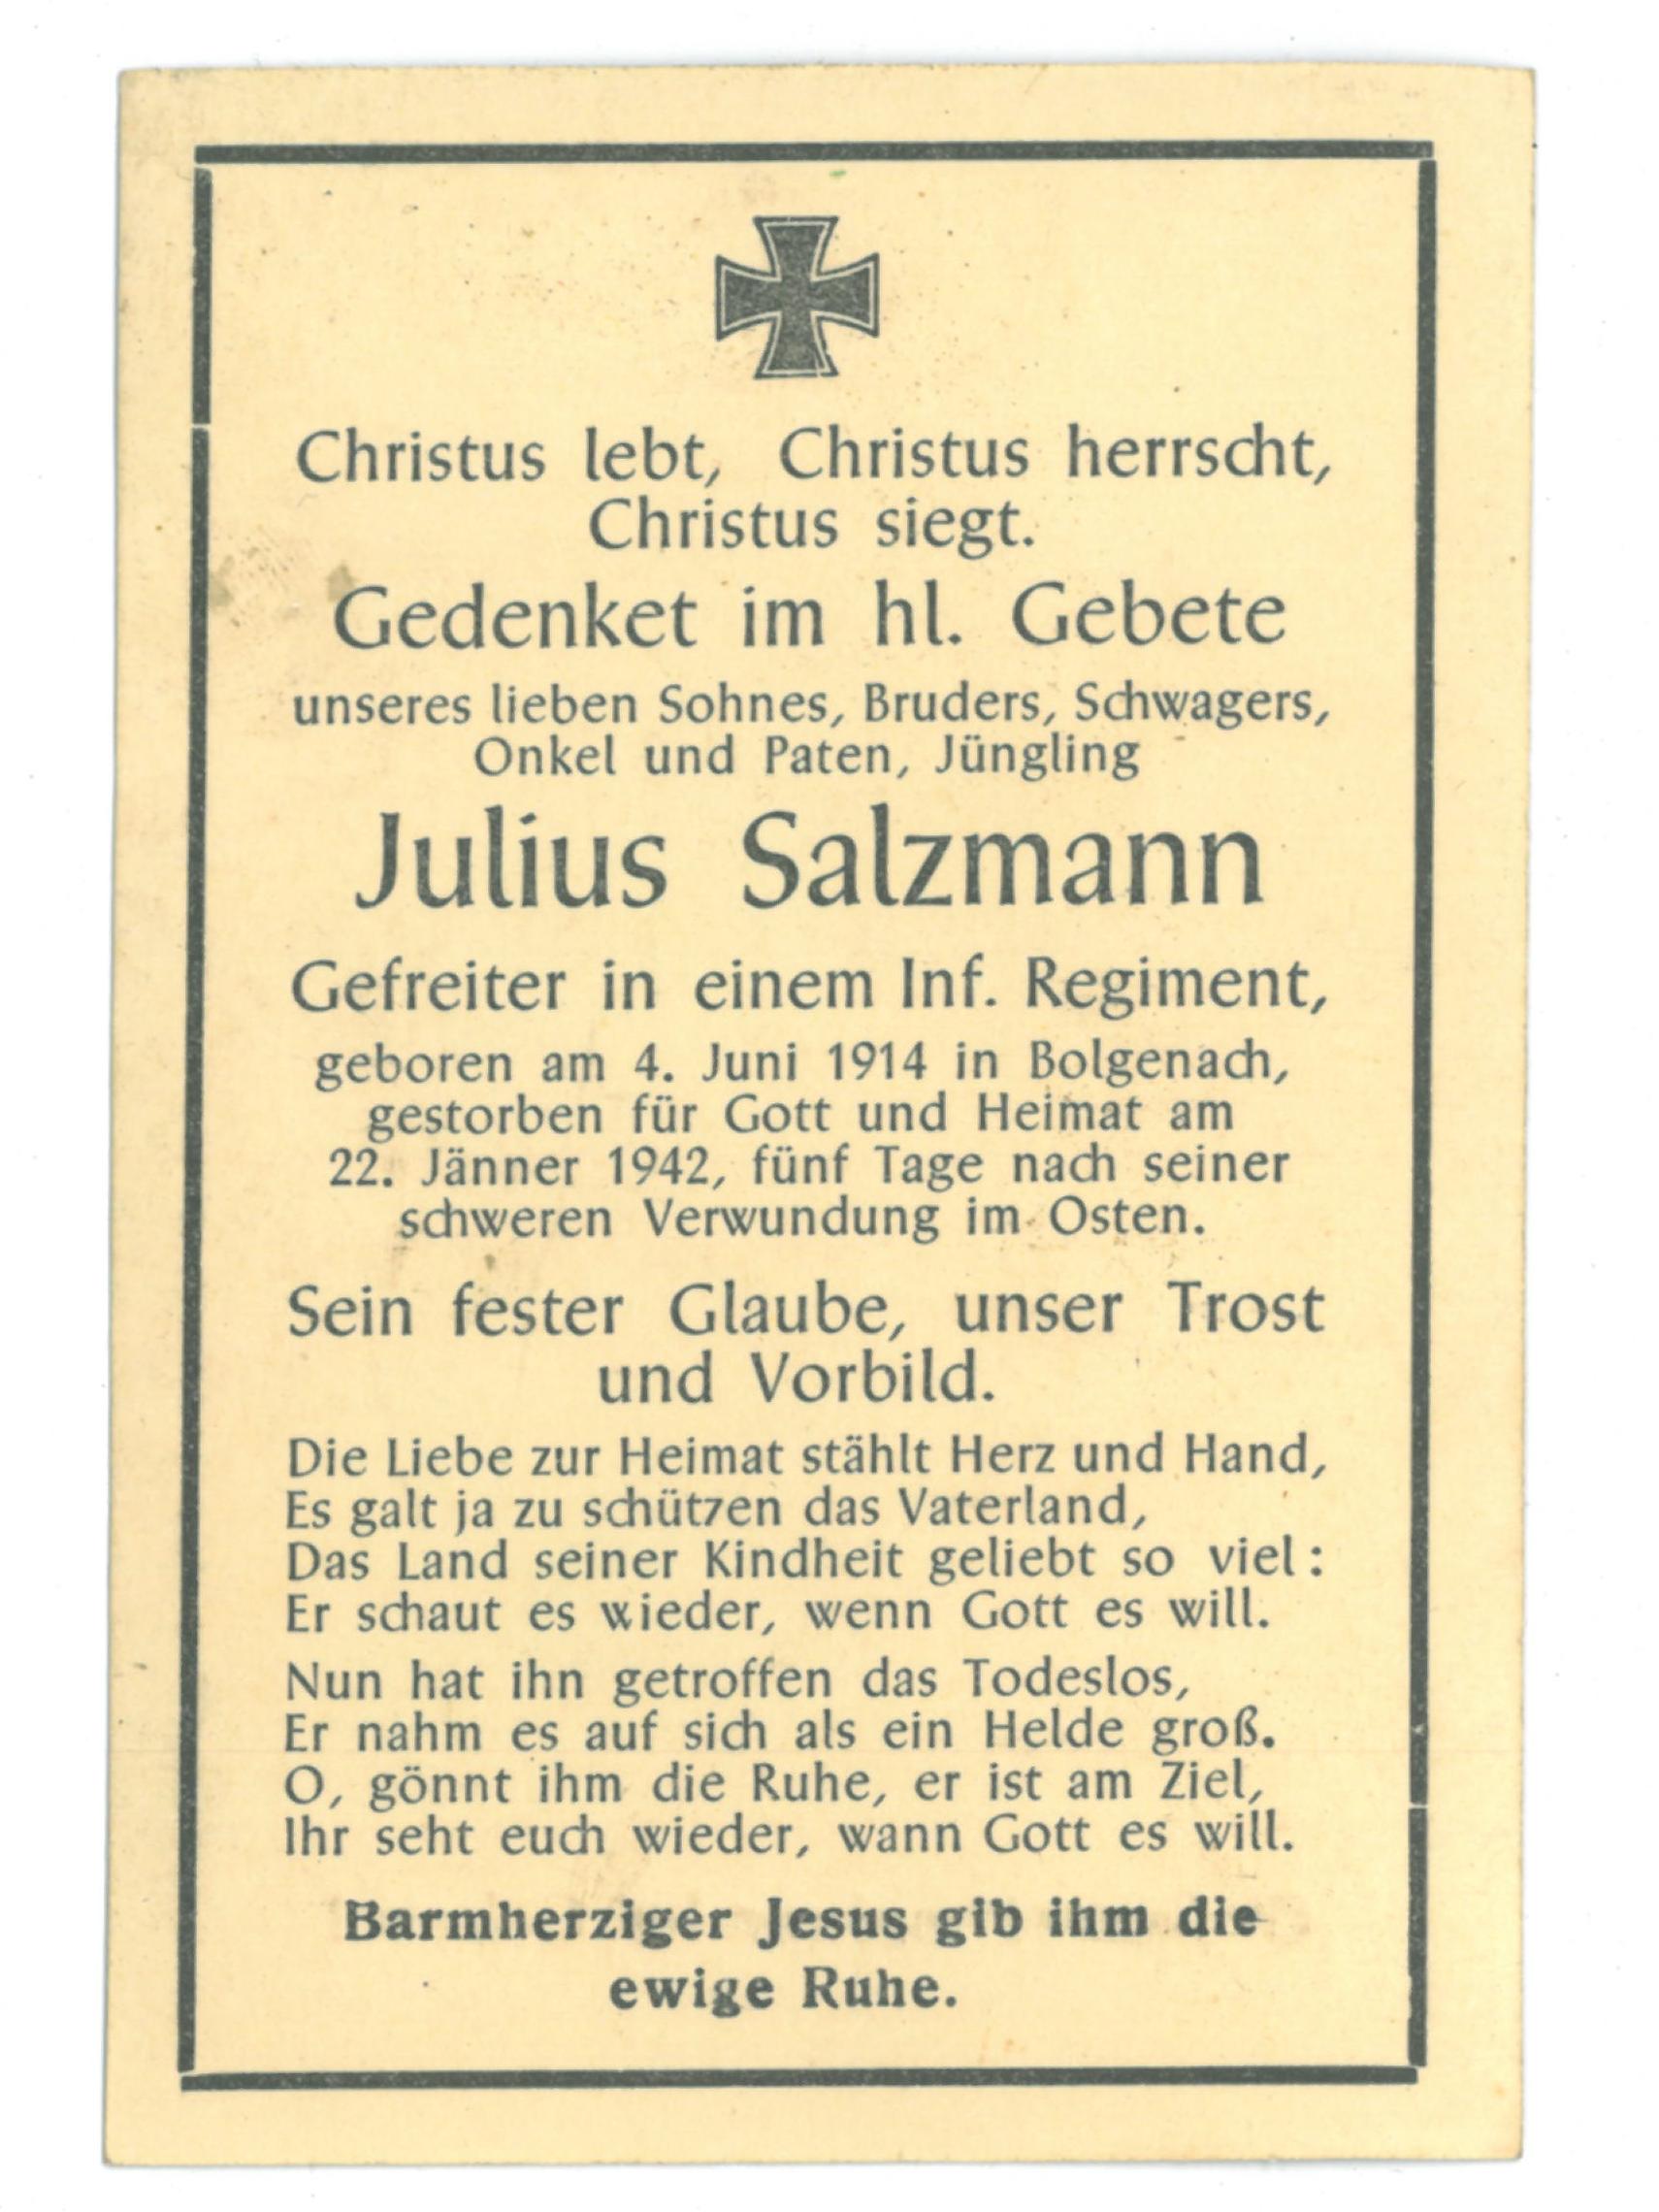 Christus lebt, Christus herrscht,
Christus siegt.
Gedenket im hl. Gebete
unseres lieben Sohnes, Bruders, Schwagers,
Onkel und Paten, Jüngling
Julius Salzmann
Gefreiter in einem Inf. Regiment,
geboren am 4. Juni 1914 in Bolgenach,
gestorben für Gott und Heimat am
22. Jänner 1942, fünf Tage nach seiner
schweren Verwundung im Osten.
Sein fester Glaube, unser Trost
und Vorbild.
Die Liebe zur Heimat stählt Herz und Hand,
Es galt ja zu schützen das Vaterland,
Das Land seiner Kindheit geliebt so viel:
Er schaut es wieder, wenn Gott es will.
Nun hat ihn getroffen das Todeslos,
Er nahm es auf sich als ein Helde groß.
O, gönnt ihm die Ruhe, er ist am Ziel,
Ihr seht euch wieder, wann Gott es will.
Barmherziger Jesus gib ihm die
ewige Ruhe.